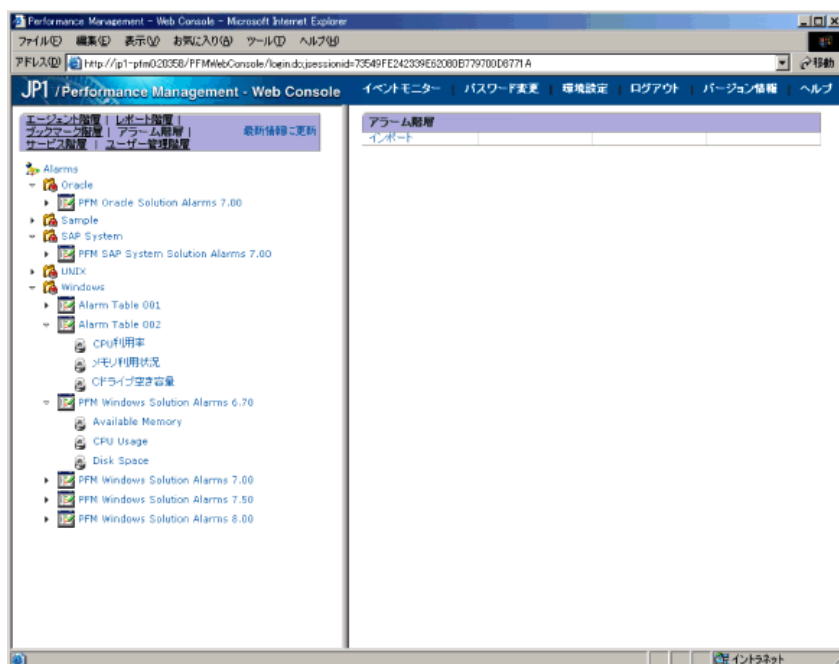 Performance Management - Web Console - Microsoft Internet Explorer
ファイル(F) 編集(E) 表示(V) お気に入り(A) ツール(T) ヘルプ(H)
アドレス(D) http://jp1-pfm0:20358/PFMWebConsole/login.do;jsessionid=73549FE242339E62080B779700D8771A 移動
JP1 /Performance Management - Web Console イベントモニター | パスワード変更 | 環境設定 | ログアウト | バージョン情報 | ヘルプ
エージェント階層 | レポート階層 |
ブックマーク階層 | アラーム階層 | 最新情報に更新
サービス階層 | ユーザー管理階層
アラーム階層
インポート
Alarms
Oracle
PFM Oracle Solution Alarms 7.00
Sample
SAP System
PFM SAP System Solution Alarms 7.00
UNIX
Windows
Alarm Table 001
Alarm Table 002
CPU利用率
メモリ利用状況
Cドライブ空き容量
PFM Windows Solution Alarms 6.70
Available Memory
CPU Usage
Disk Space
PFM Windows Solution Alarms 7.00
PFM Windows Solution Alarms 7.50
PFM Windows Solution Alarms 8.00
イントラネット